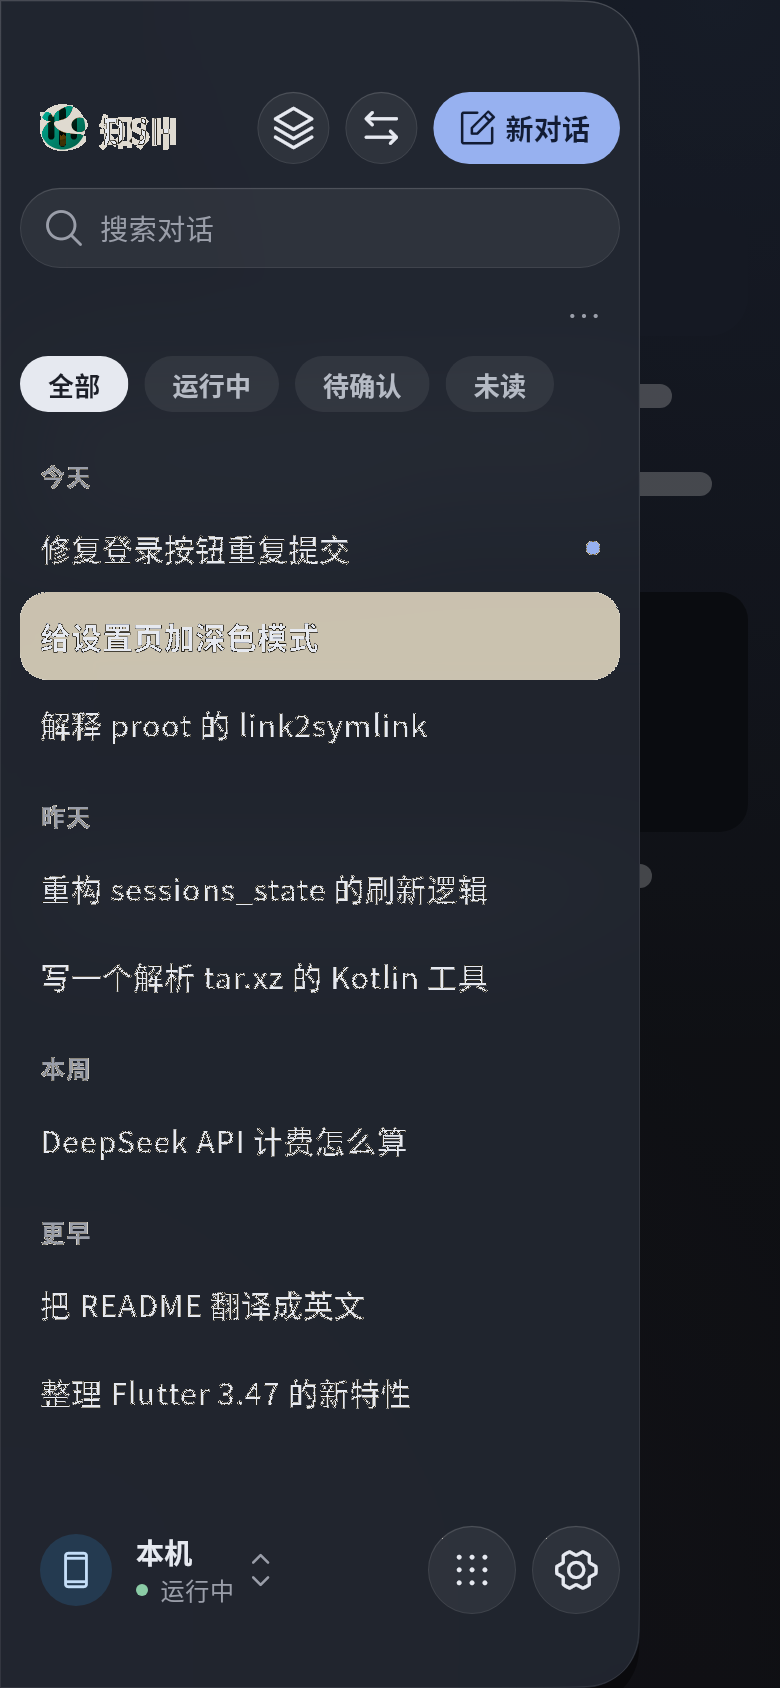 新对话
搜索对话
...
全部 运行中 待确认 未读
今天
修复登录按钮重复提交
给设置页加深色模式
解释 proot 的 link2symlink
昨天
重构 sessions_state 的刷新逻辑
写一个解析 tar.xz 的 Kotlin 工具
本周
DeepSeek API 计费怎么算
更早
把 README 翻译成英文
整理 Flutter 3.47 的新特性
本机
运行中